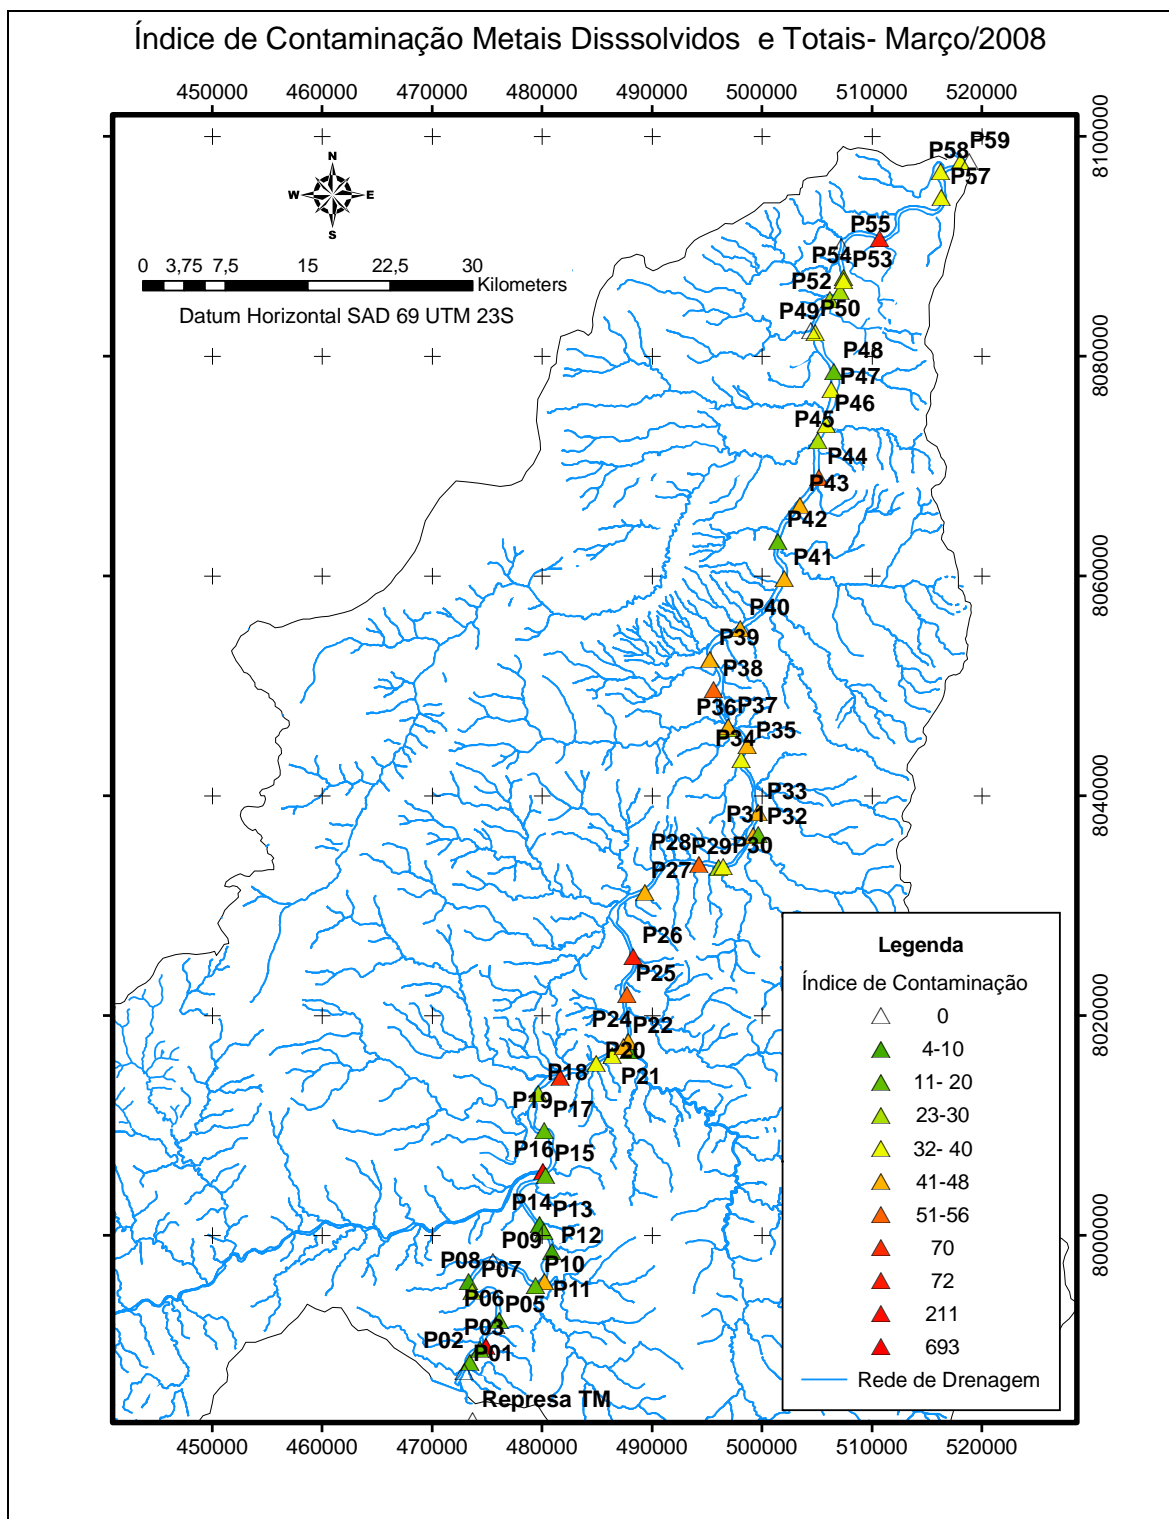 Índice de Contaminação Metais Disssolvidos e Totais- Março/2008
450000 460000 470000 480000 490000 500000 510000 520000
N
W E
S
0 3,75 7,5 15 22,5 30
Kilometers
Datum Horizontal SAD 69 UTM 23S
8100000
8080000
8060000
8040000
8020000
8000000
P59
P58
P57
P55
P54
P53
P52
P50
P49
P48
P47
P46
P45
P44
P43
P42
P41
P40
P39
P38
P37
P36
P35
P34
P33
P32
P31
P30
P29
P28
P27
P26
P25
P24
P22
P21
P20
P18
P19
P17
P16
P15
P14
P13
P12
P09
P10
P11
P08
P07
P06
P05
P03
P02
P01
Represa TM
Legenda
Índice de Contaminação
0
4-10
11- 20
23-30
32- 40
41-48
51-56
70
72
211
693
Rede de Drenagem
450000 460000 470000 480000 490000 500000 510000 520000